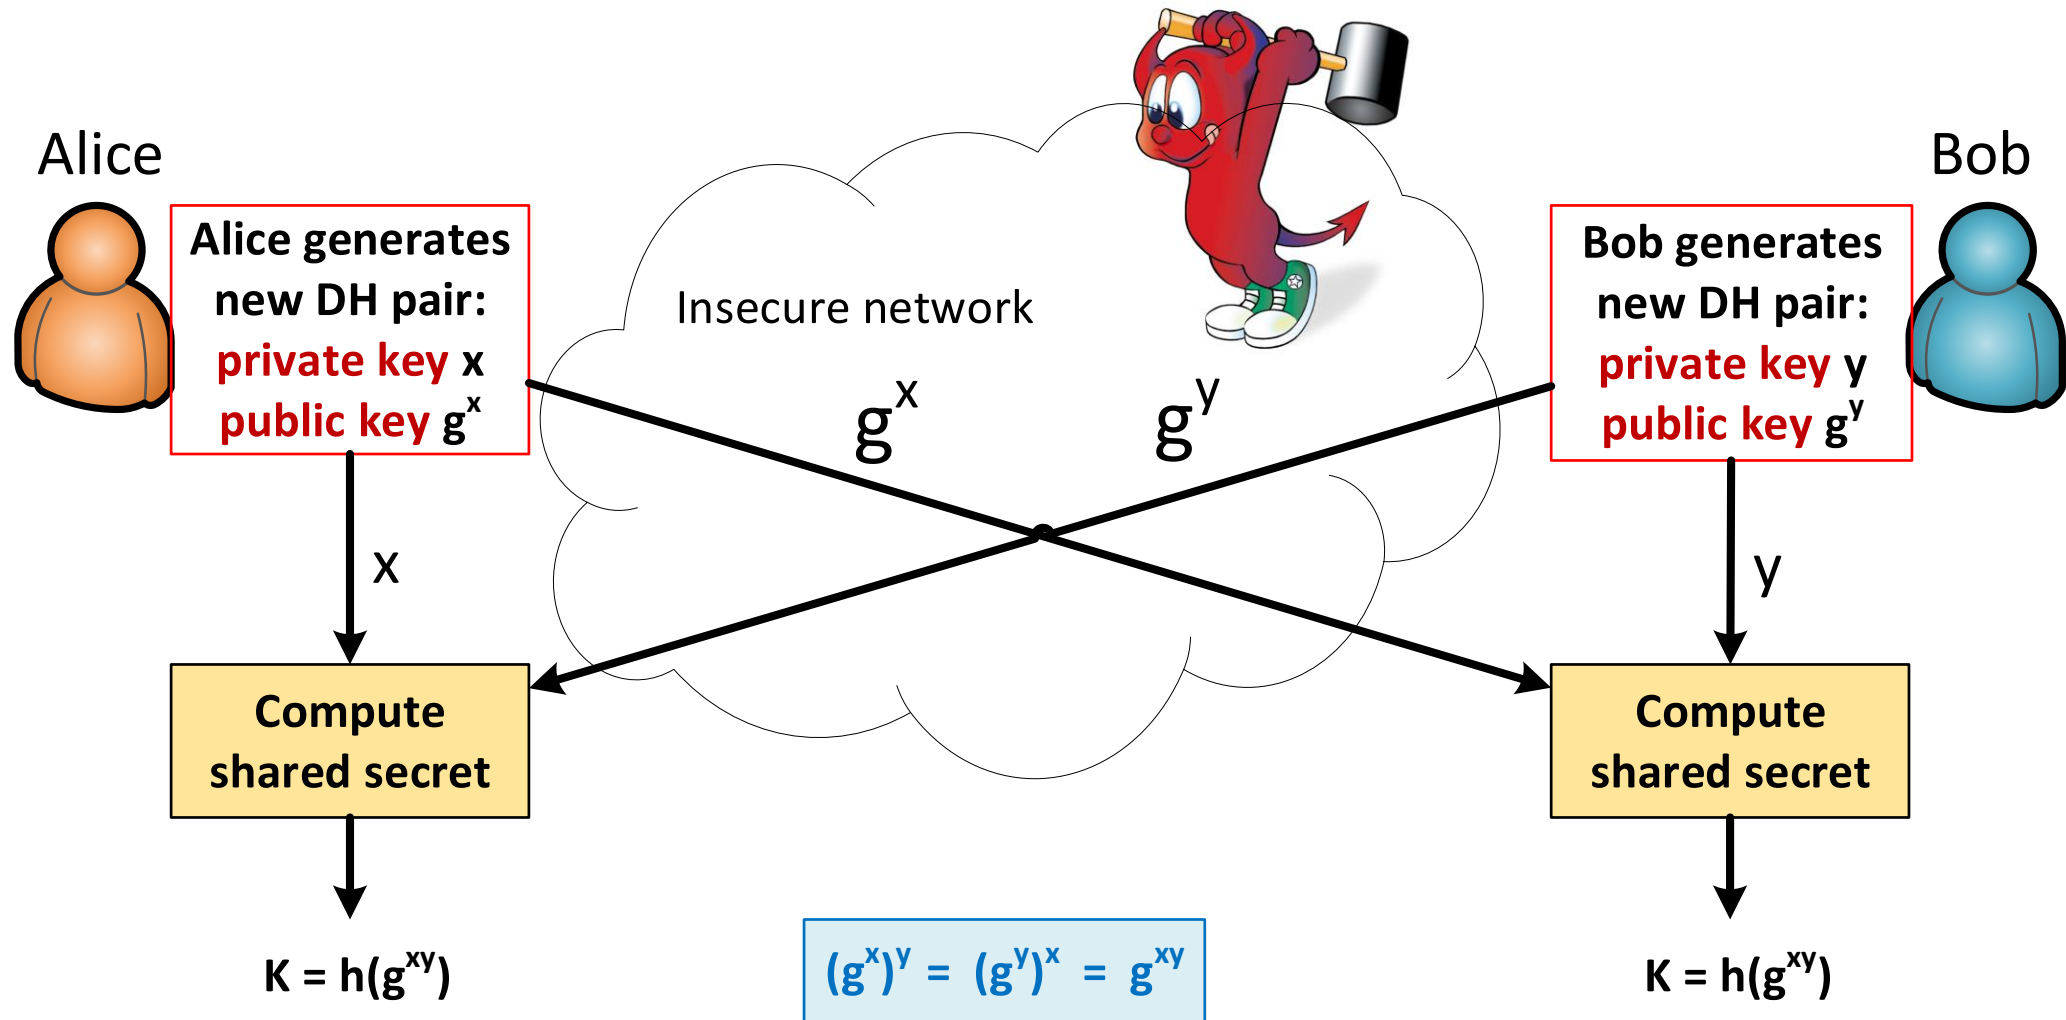 Alice
Bob
Alice generates
new DH pair:
private key x
public key gˣ
Bob generates
new DH pair:
private key y
public key gʸ
Insecure network
gˣ
gʸ
x
y
Compute
shared secret
Compute
shared secret
K = h(gˣʸ)
(gˣ)ʸ = (gʸ)ˣ = gˣʸ
K = h(gˣʸ)